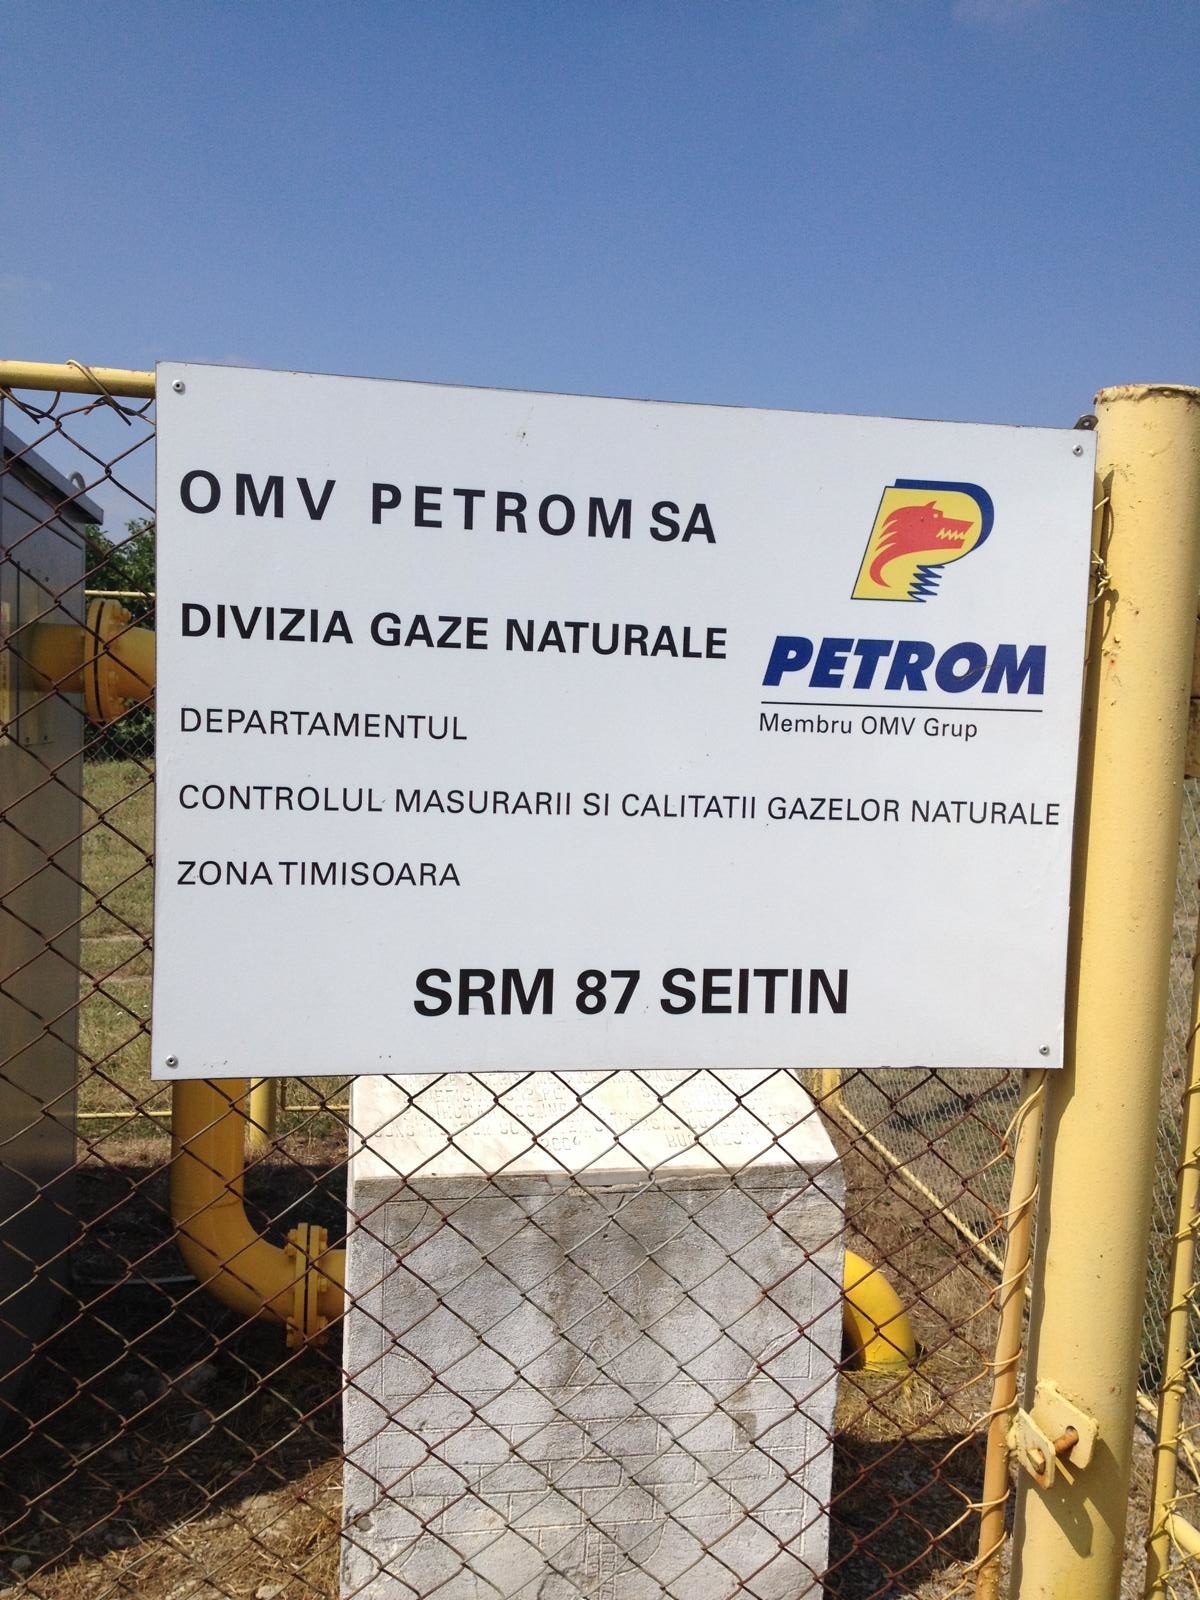 OMV PETROM SA
DIVIZIA GAZE NATURALE
DEPARTAMENTUL
CONTROLUL MASURARII SI CALITATII GAZELOR NATURALE
ZONA TIMISOARA
SRM 87 SEITIN
PETROM
Membru OMV Grup